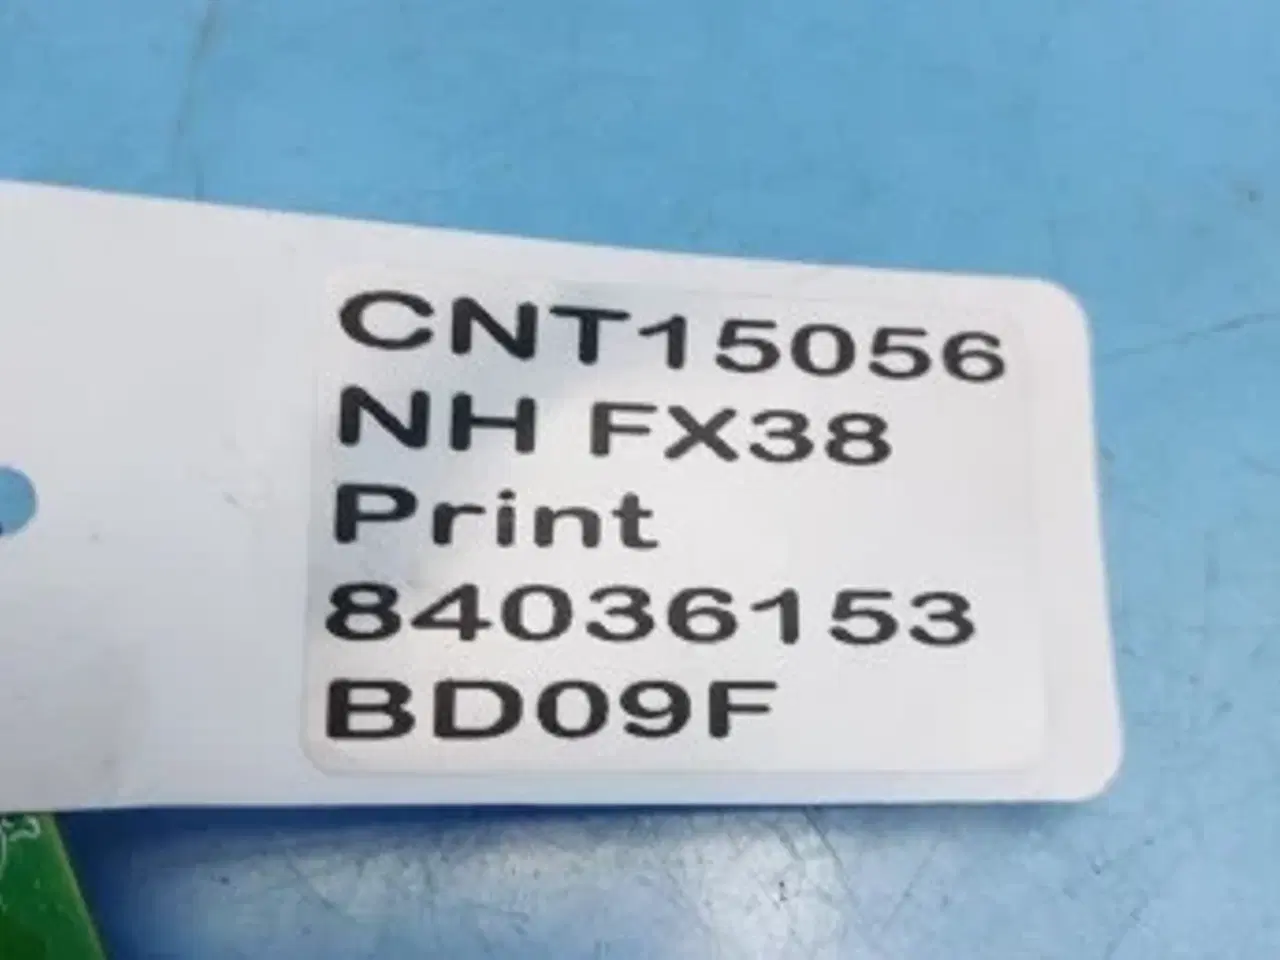 CNT15056
NH FX38
Print
84036153
BD09F